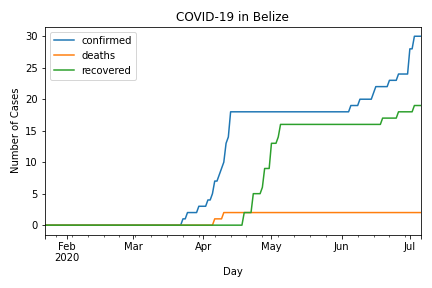 COVID-19 in Belize
confirmed
deaths
recovered
Number of Cases
30
25
20
15
10
5
0
Feb
2020
Mar
Apr
May
Jun
Jul
Day